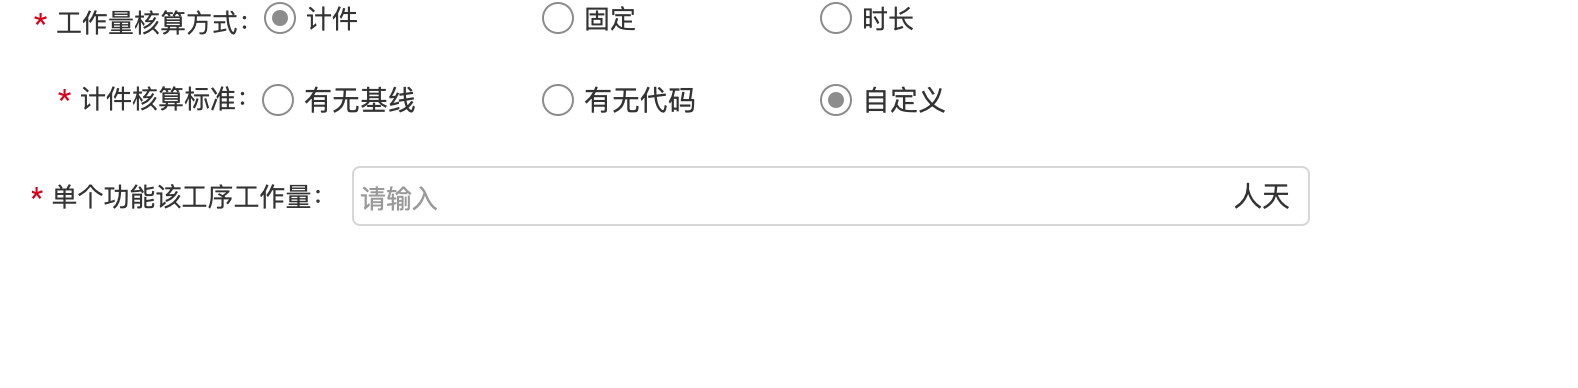 * 工作量核算方式： 计件 固定 时长
* 计件核算标准： 有无基线 有无代码 自定义
* 单个功能该工序工作量： 请输入 人天